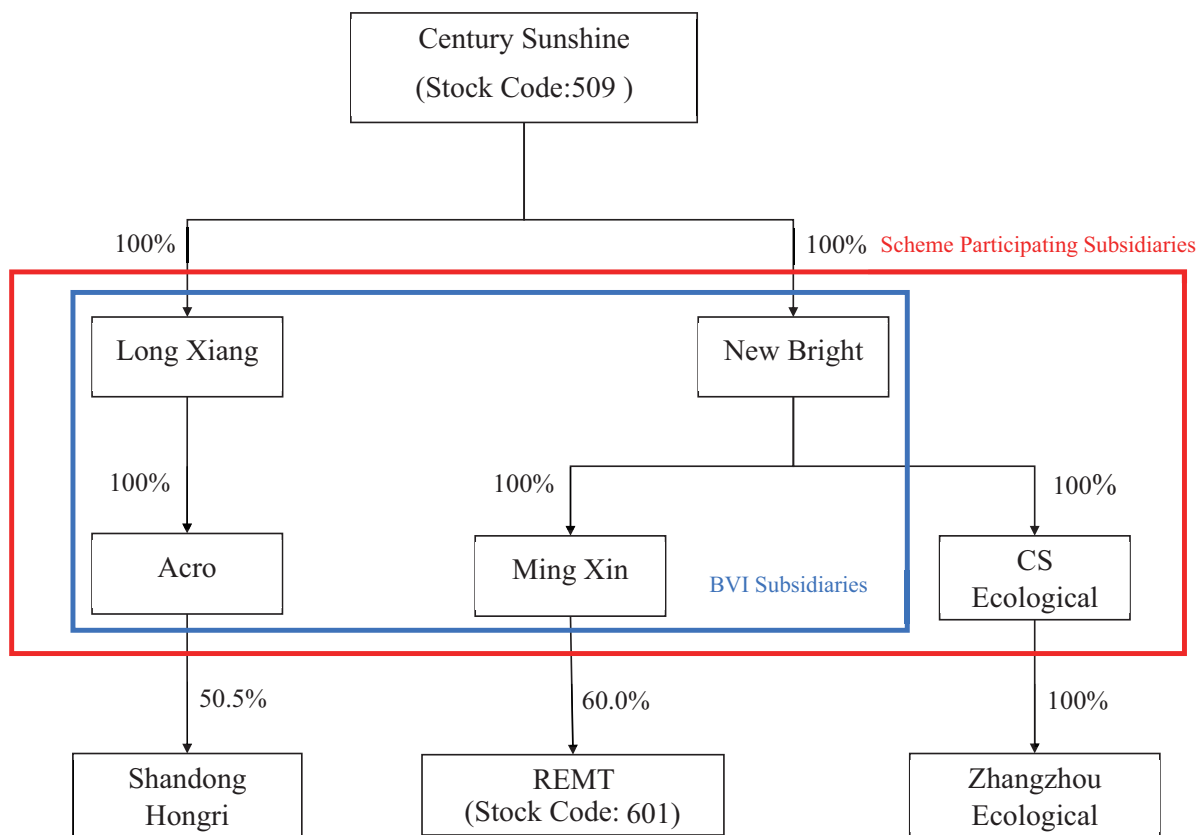 Century Sunshine
(Stock Code:509 )
100%
100%
Scheme Participating Subsidiaries
Long Xiang
New Bright
100%
100%
100%
Acro
Ming Xin
BVI Subsidiaries
CS
Ecological
50.5%
60.0%
100%
Shandong
Hongri
REMT
(Stock Code: 601)
Zhangzhou
Ecological